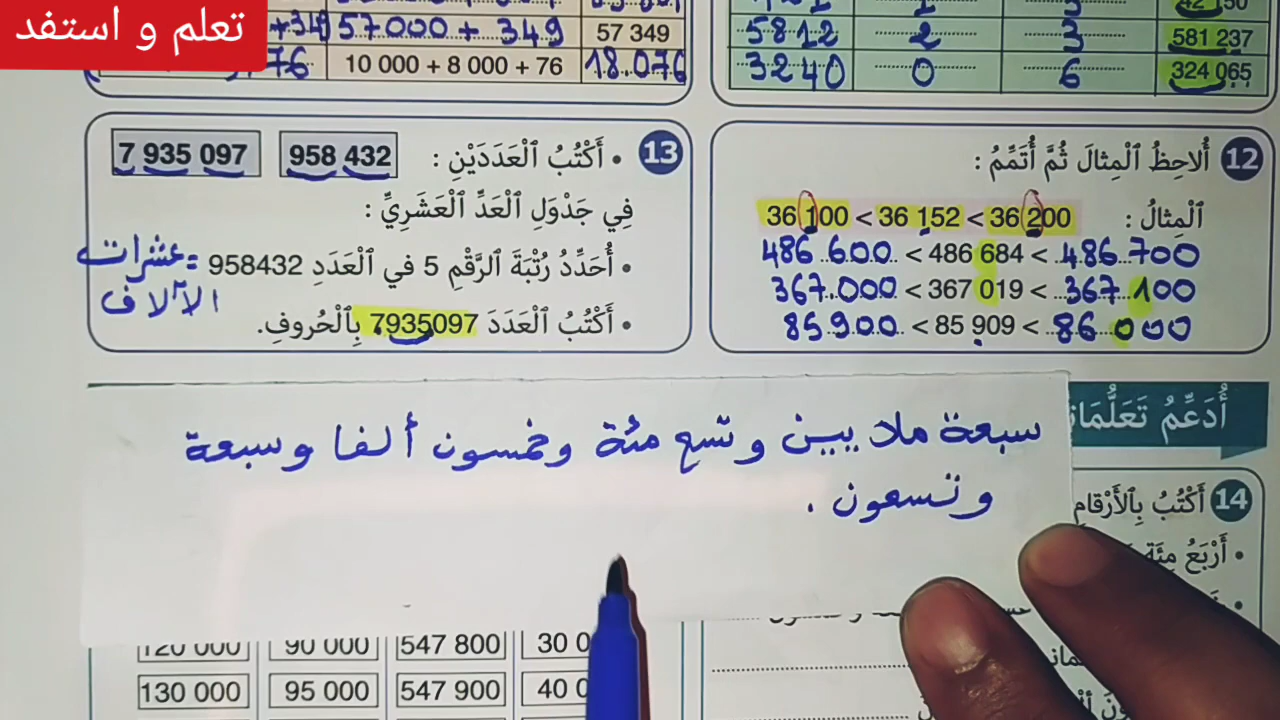 تعلم و استفد
57000 + 349
57 349
10 000 + 8 000 + 76
18.076
5812
2
3
581 237
3240
0
6
324 065
12 أُلاحِظُ ٱلْمِثالَ ثُمَّ أُتَمِّمُ :
ٱلْمِثالُ : 36 100 < 36 152 < 36 200
486 600 < 486 684 < 486 700
367.000 < 367 019 < 367 100
85 900 < 85 909 < 86 000
13 • أَكْتُبُ ٱلْعَدَدَيْنِ : 958 432 7 935 097
فِي جَدْوَلِ ٱلْعَدِّ ٱلْعَشَرِيِّ :
• أُحَدِّدُ رُتْبَةَ ٱلرَّقْمِ 5 في ٱلْعَدَدِ 958432 = عشرات
الآلاف
• أَكْتُبُ ٱلْعَدَدَ 7935097 بِٱلْحُروفِ.
سبعة ملايين وتسع مئة وخمسون ألفا وسبعة
وتسعون .
14 أَكْتُبُ بِٱلْأَرْقامِ
• أَرْبَعُ مِئَةِ
120 000
90 000
547 800
130 000
95 000
547 900